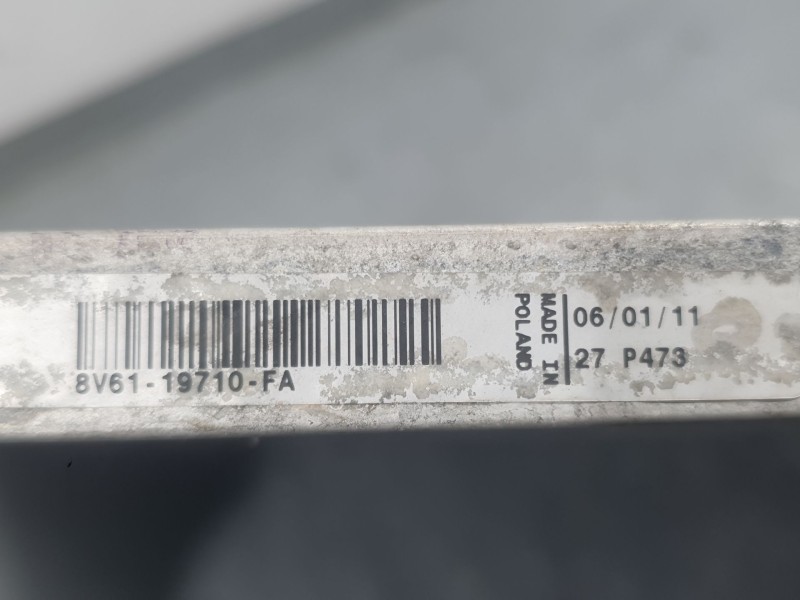 8V61-19710-FA
MADE IN
POLAND
06/01/11
27 P473